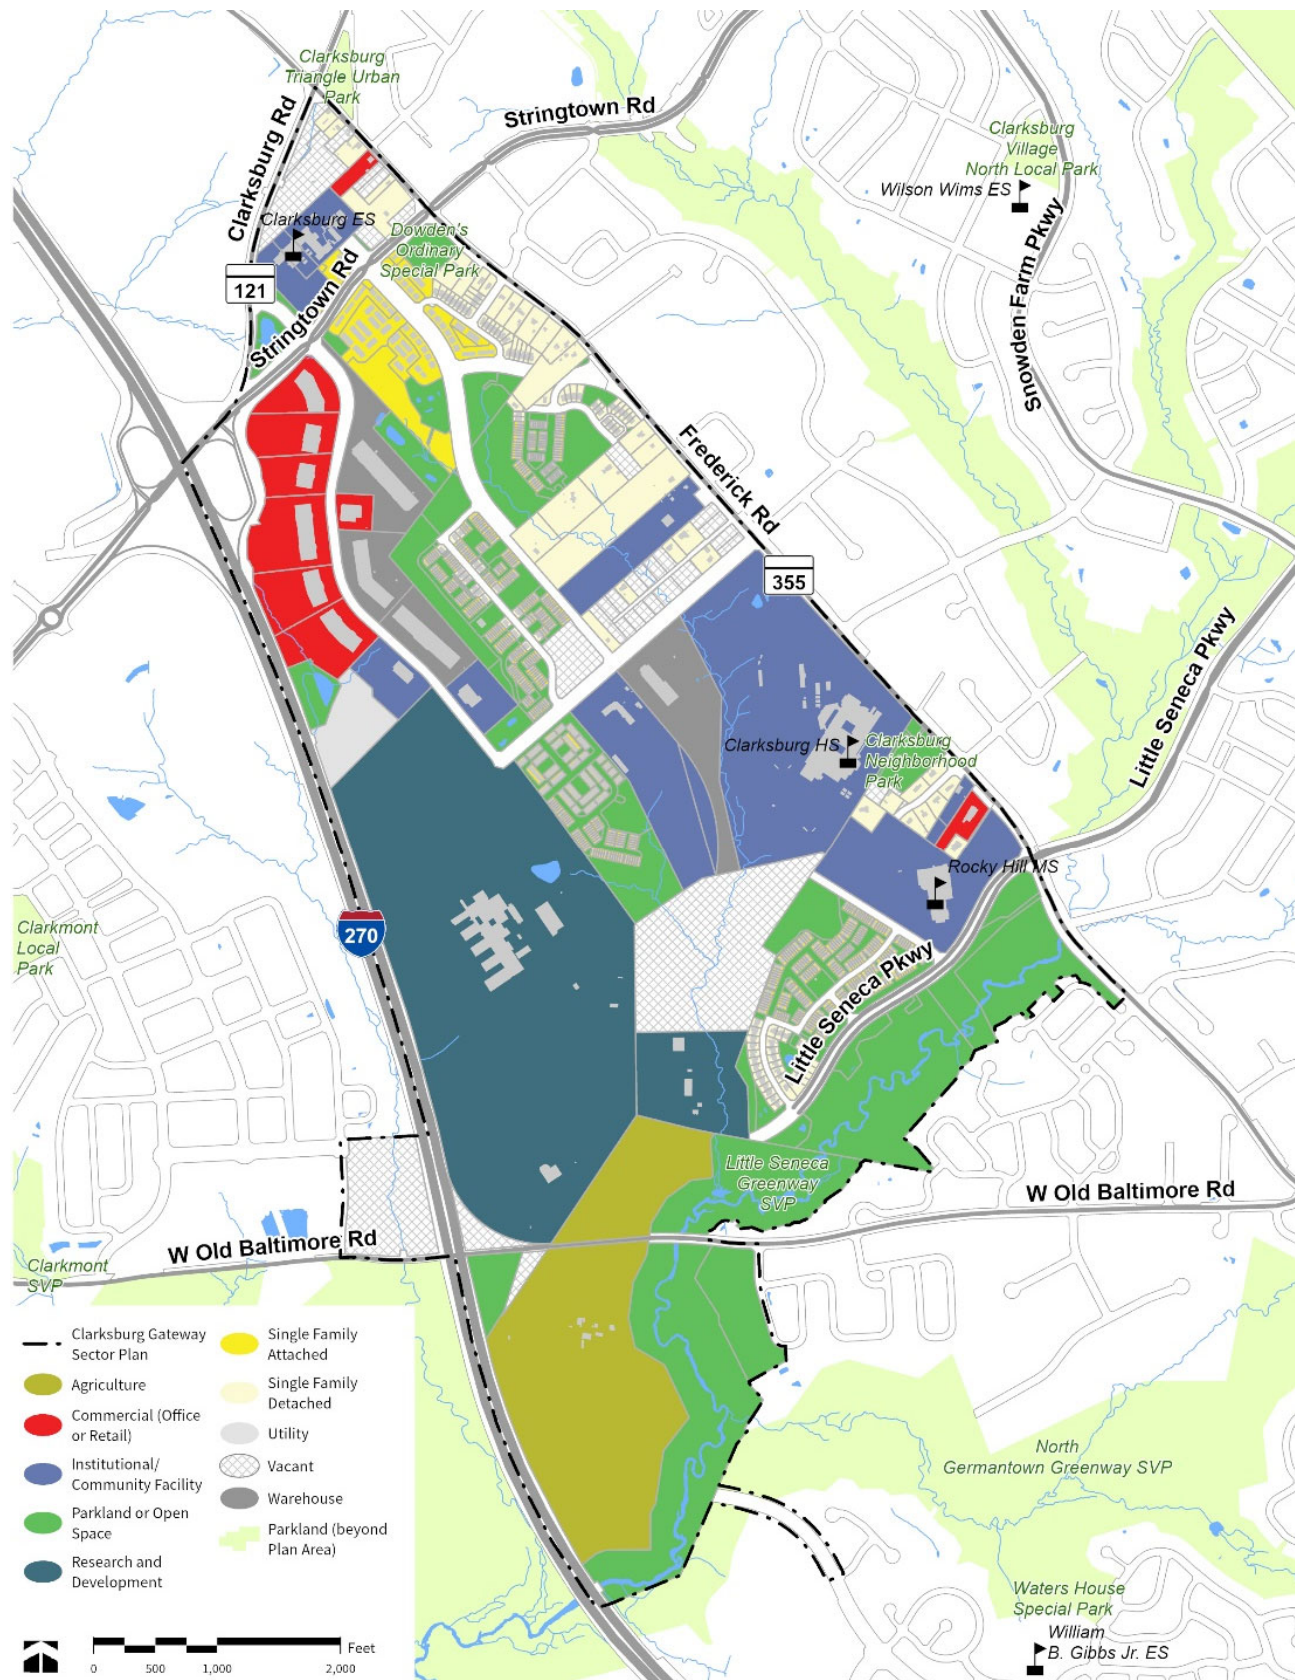 Clarksburg
Triangle Urban
Park
Clarksburg Rd
Stringtown Rd
Clarksburg
Village
North Local Park
Wilson Wims ES
Snowden Farm Pkwy
Clarksburg ES
Dowden's
Ordinary
Special Park
121
Stringtown Rd
Frederick Rd
355
Little Seneca Pkwy
Clarksburg HS
Clarksburg
Neighborhood
Park
Rocky Hill MS
Clarkmont
Local
Park
270
Little Seneca Pkwy
Little Seneca
Greenway
SVP
W Old Baltimore Rd
W Old Baltimore Rd
Clarkmont
SVP
North
Germantown Greenway SVP
Waters House
Special Park
William
B. Gibbs Jr. ES
Clarksburg Gateway
Sector Plan
Agriculture
Commercial (Office
or Retail)
Institutional/
Community Facility
Parkland or Open
Space
Research and
Development
Single Family
Attached
Single Family
Detached
Utility
Vacant
Warehouse
Parkland (beyond
Plan Area)
Feet
0 500 1,000 2,000